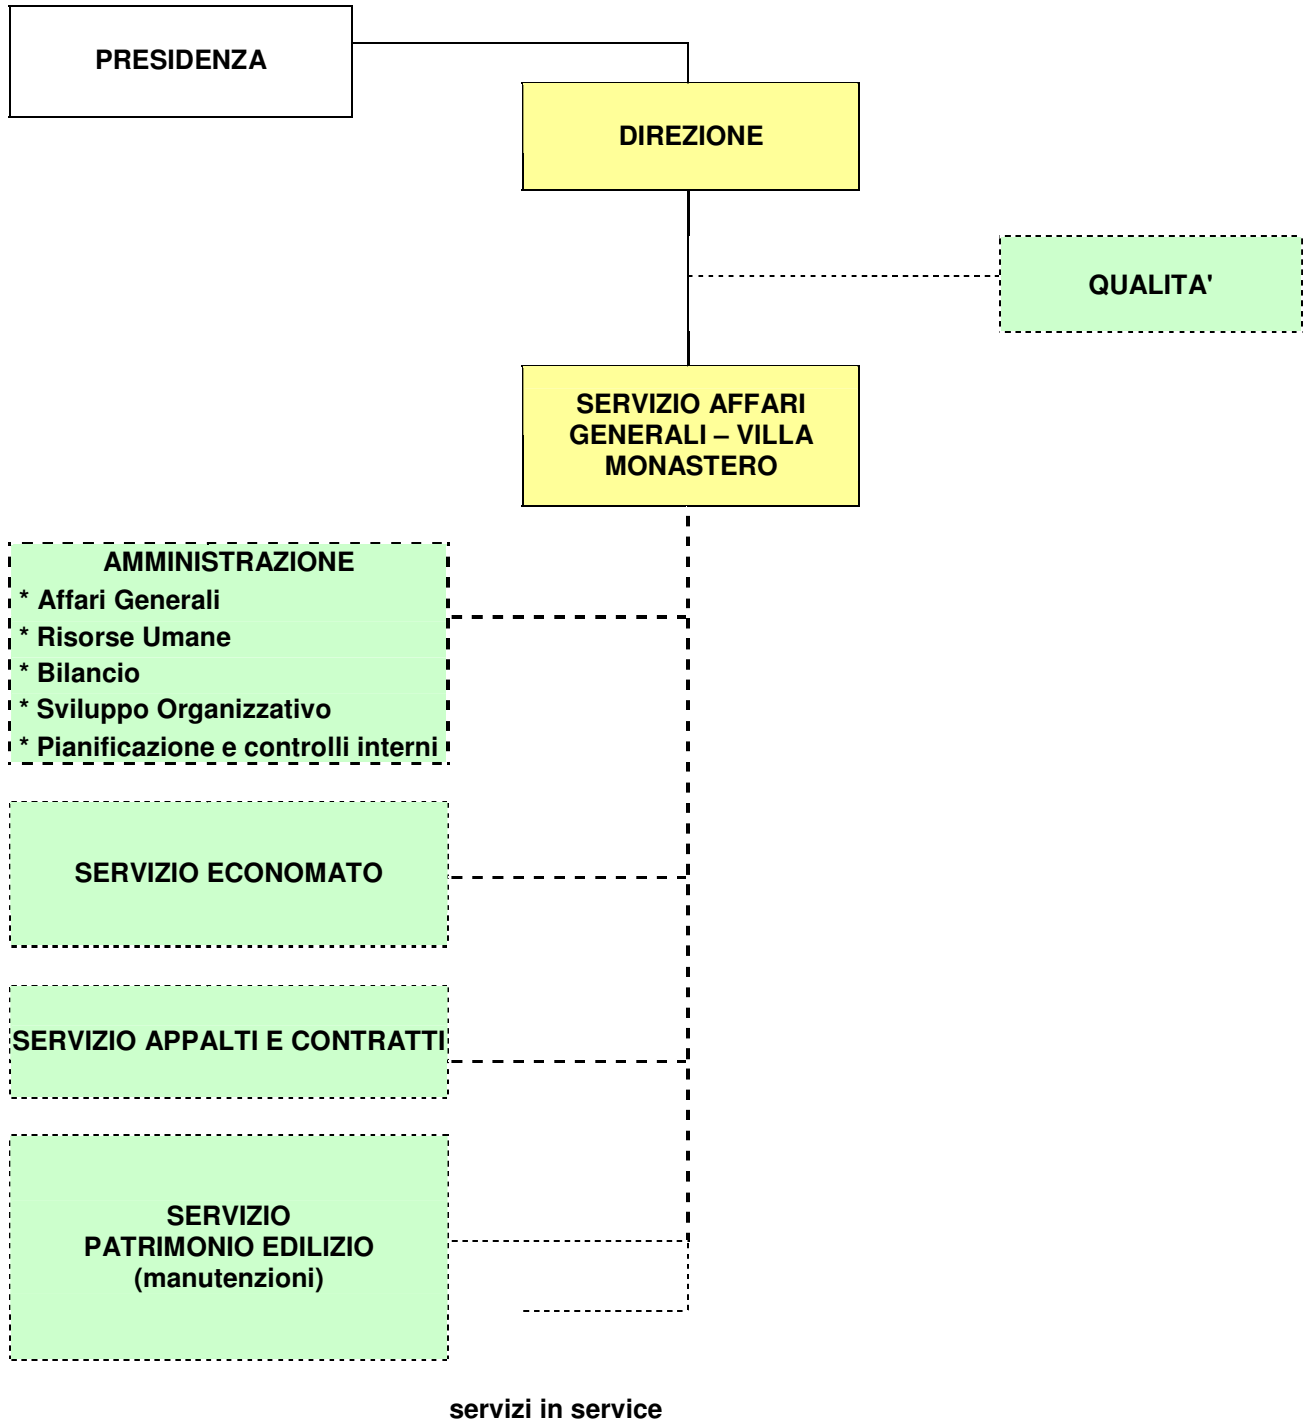 PRESIDENZA
DIREZIONE
QUALITA'
SERVIZIO AFFARI
GENERALI – VILLA
MONASTERO
AMMINISTRAZIONE
* Affari Generali
* Risorse Umane
* Bilancio
* Sviluppo Organizzativo
* Pianificazione e controlli interni
SERVIZIO ECONOMATO
SERVIZIO APPALTI E CONTRATTI
SERVIZIO
PATRIMONIO EDILIZIO
(manutenzioni)
servizi in service